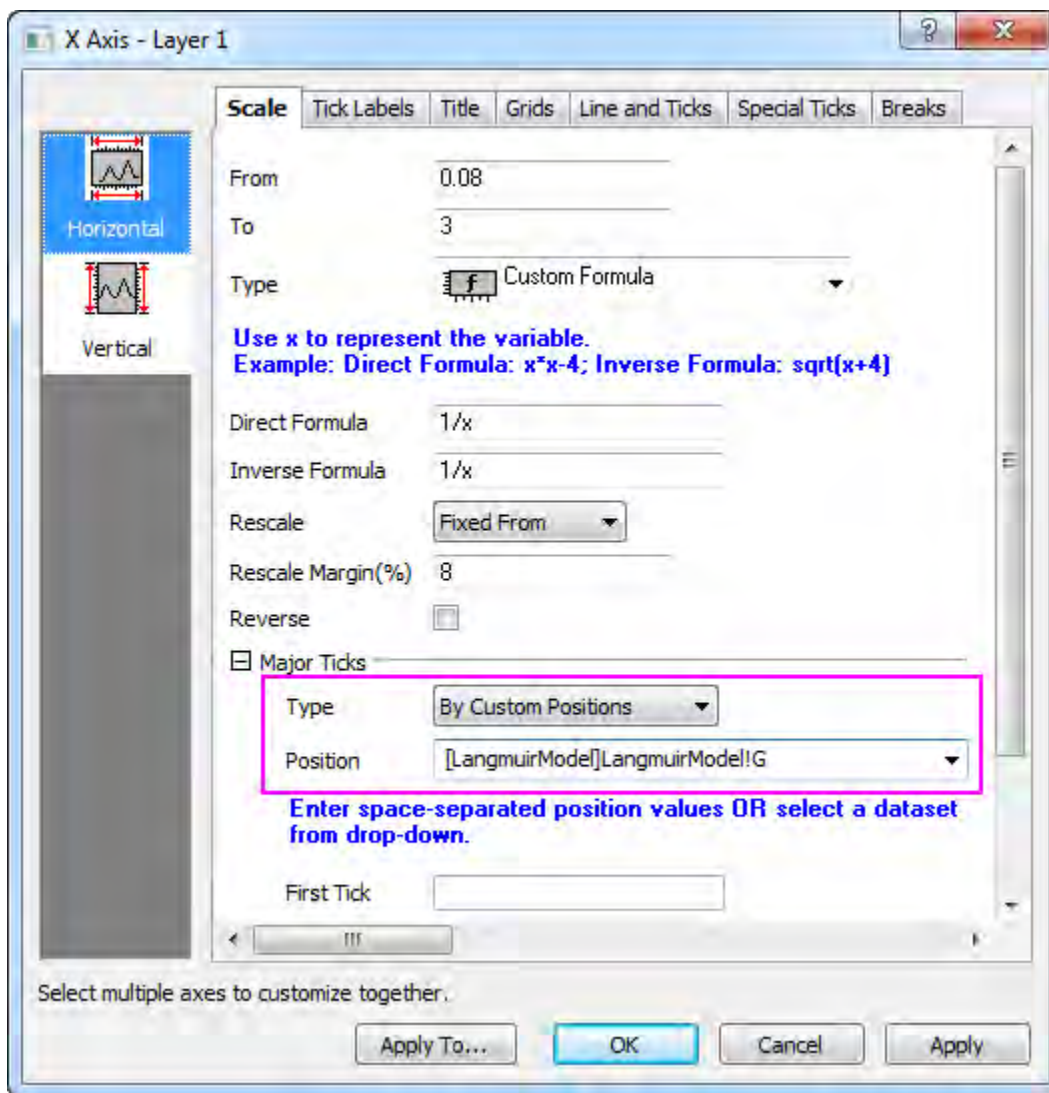 X Axis - Layer 1
Scale Tick Labels Title Grids Line and Ticks Special Ticks Breaks
Horizontal
Vertical
From 0.08
To 3
Type Custom Formula
Use x to represent the variable.
Example: Direct Formula: x*x-4; Inverse Formula: sqrt(x+4)
Direct Formula 1/x
Inverse Formula 1/x
Rescale Fixed From
Rescale Margin(%) 8
Reverse
Major Ticks
Type By Custom Positions
Position [LangmuirModel]LangmuirModel!G
Enter space-separated position values OR select a dataset
from drop-down.
First Tick
Select multiple axes to customize together.
Apply To... OK Cancel Apply